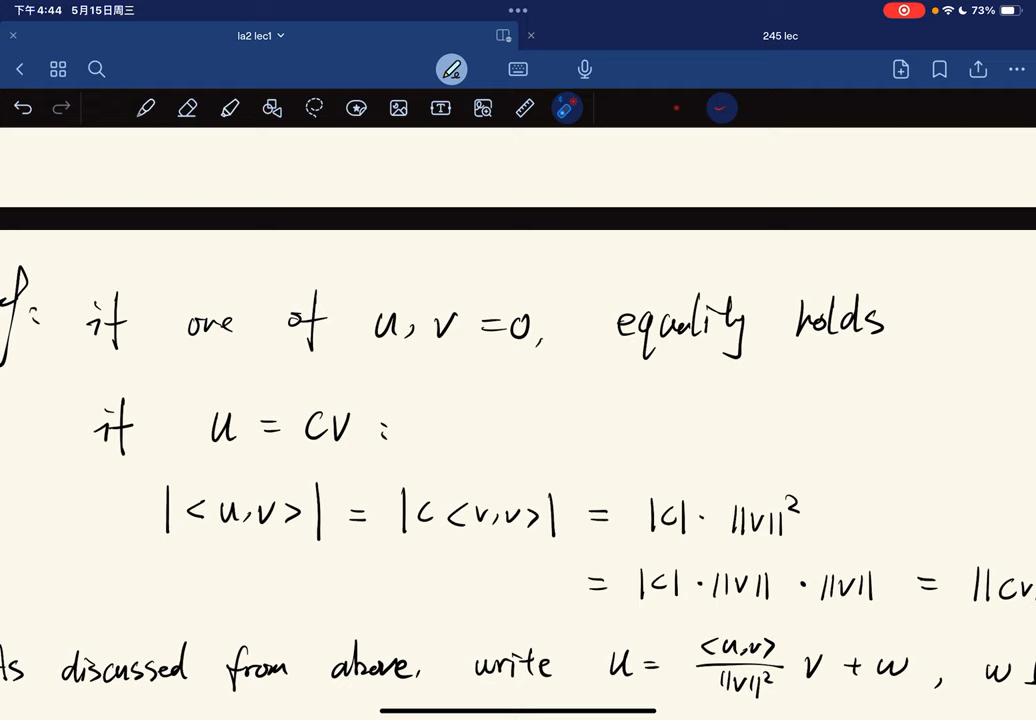 下午4:44 5月15日周三
73%
la2 lec1
245 lec
f: if one of u, v = 0, equality holds
if u = cv :
|<u,v>| = |c <v,v>| = |c| · ||v||²
= |c| · ||v|| · ||v|| = ||cv
As discussed from above, write u = <u,v>/||v||² v + w , w ⊥